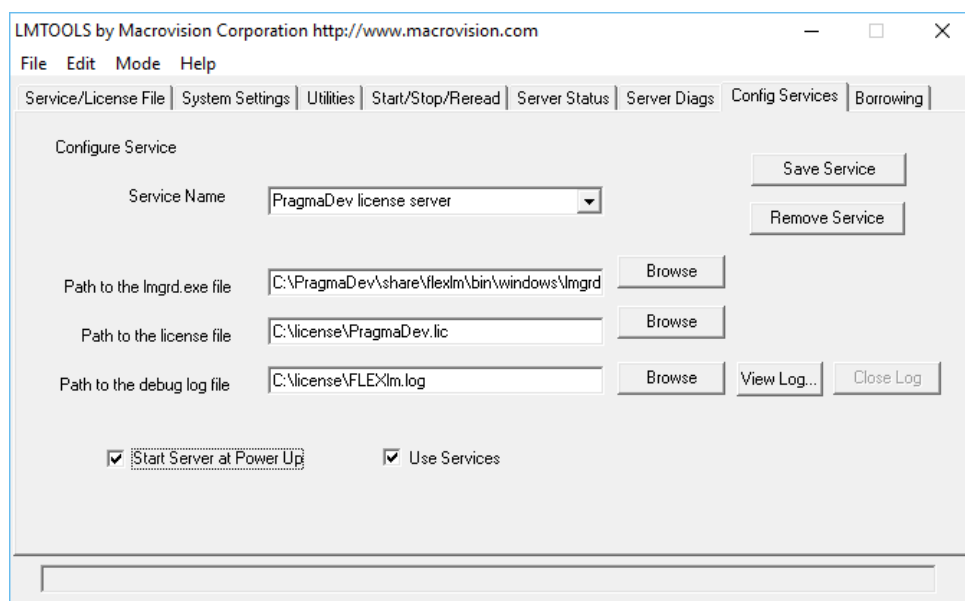 LMTOOLS by Macrovision Corporation http://www.macrovision.com
File Edit Mode Help
Service/License File System Settings Utilities Start/Stop/Reread Server Status Server Diags Config Services Borrowing
Configure Service
Save Service
Service Name PragmaDev license server
Remove Service
Path to the lmgrd.exe file C:\PragmaDev\share\flexlm\bin\windows\lmgrd Browse
Path to the license file C:\license\PragmaDev.lic Browse
Path to the debug log file C:\license\FLEXlm.log Browse View Log... Close Log
Start Server at Power Up Use Services